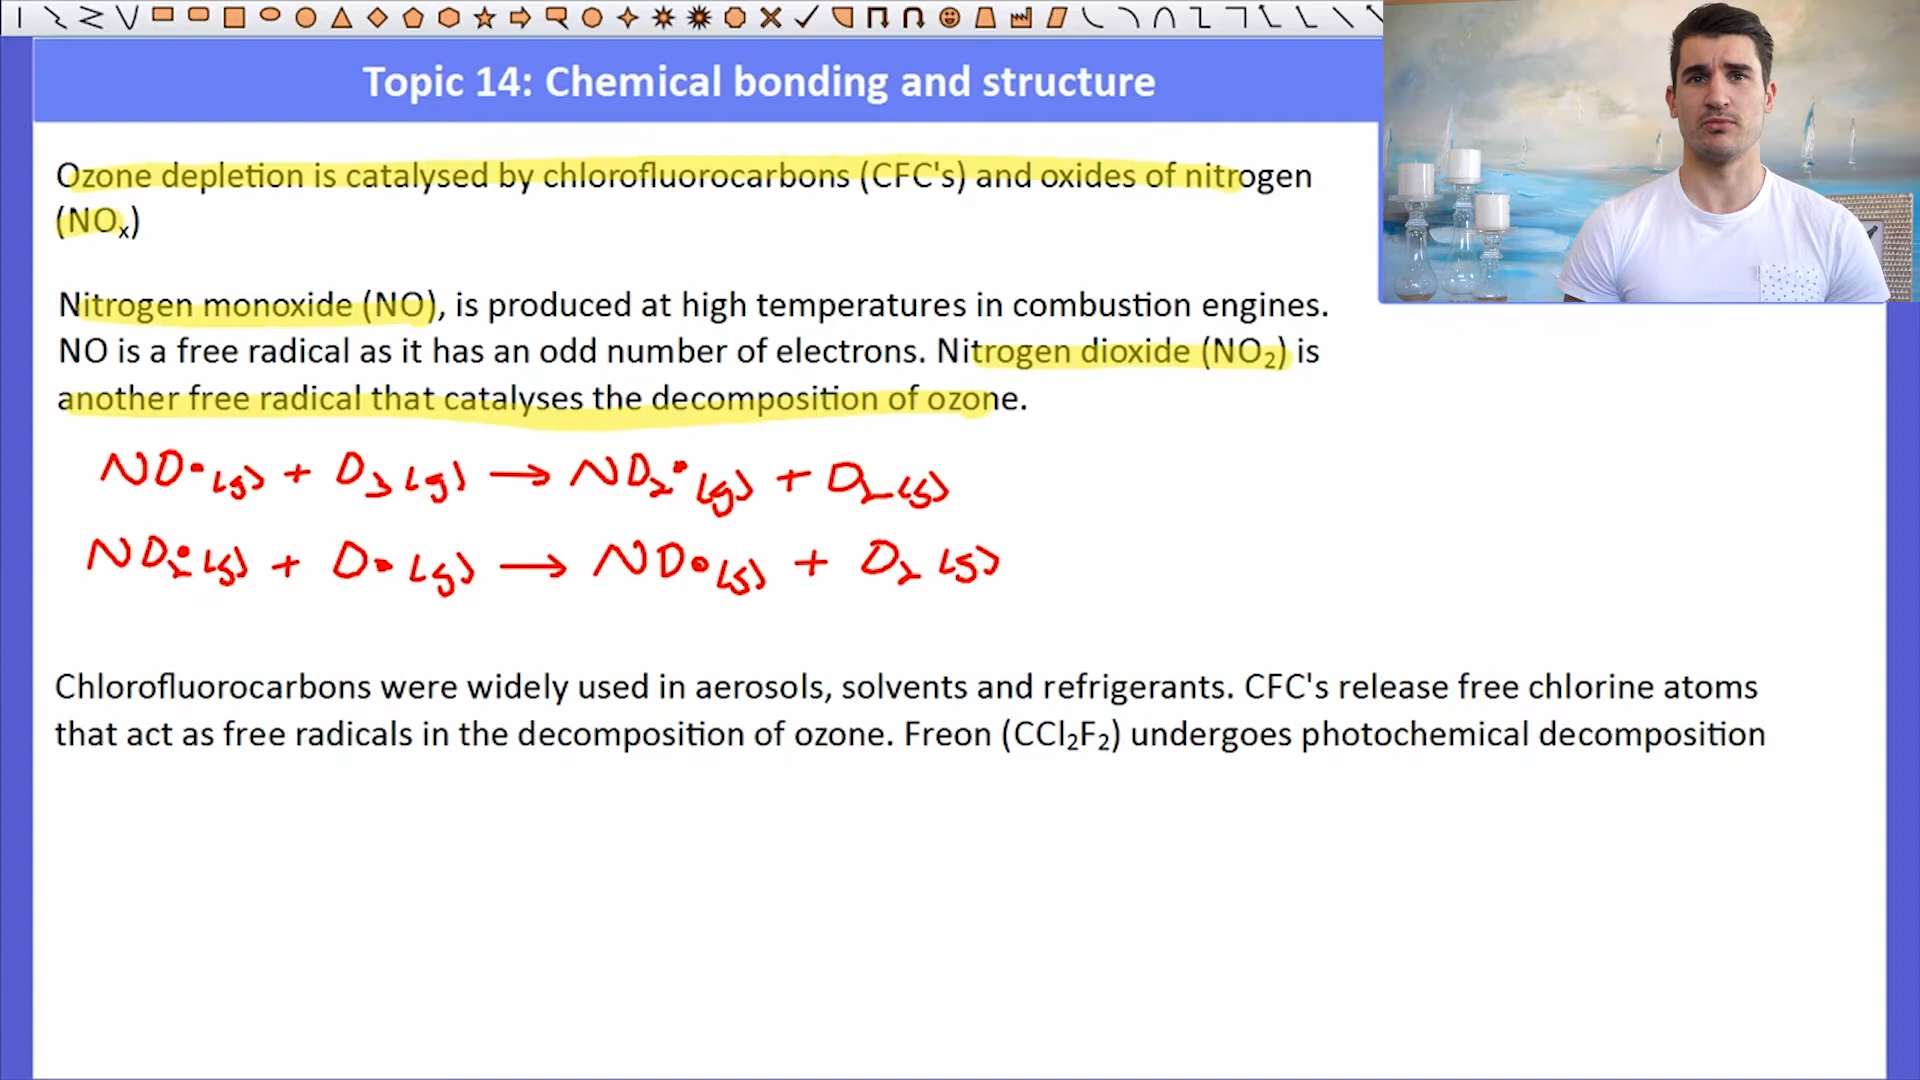 Topic 14: Chemical bonding and structure
Ozone depletion is catalysed by chlorofluorocarbons (CFC's) and oxides of nitrogen
(NOₓ)
Nitrogen monoxide (NO), is produced at high temperatures in combustion engines.
NO is a free radical as it has an odd number of electrons. Nitrogen dioxide (NO₂) is
another free radical that catalyses the decomposition of ozone.
NO•(g) + O₃(g) → NO₂•(g) + O₂(g)
NO₂•(g) + O•(g) → NO•(g) + O₂(g)
Chlorofluorocarbons were widely used in aerosols, solvents and refrigerants. CFC's release free chlorine atoms
that act as free radicals in the decomposition of ozone. Freon (CCl₂F₂) undergoes photochemical decomposition